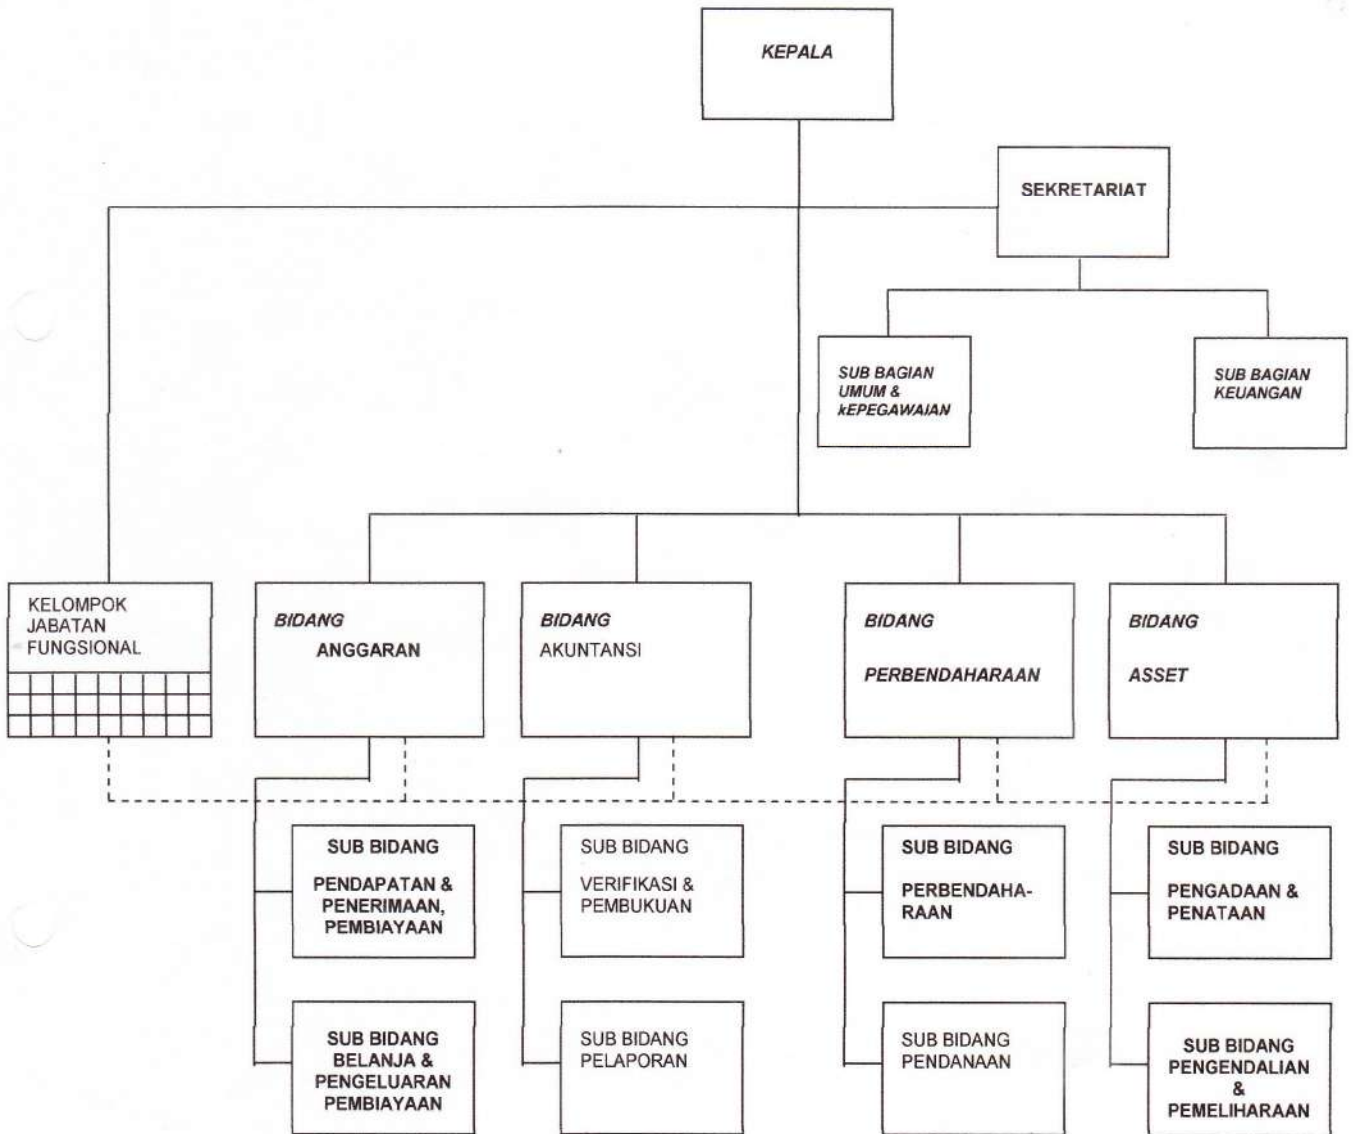 KEPALA
SEKRETARIAT
SUB BAGIAN
UMUM &
kEPEGAWAIAN
SUB BAGIAN
KEUANGAN
KELOMPOK
JABATAN
FUNGSIONAL
BIDANG
ANGGARAN
BIDANG
AKUNTANSI
BIDANG
PERBENDAHARAAN
BIDANG
ASSET
SUB BIDANG
PENDAPATAN &
PENERIMAAN,
PEMBIAYAAN
SUB BIDANG
VERIFIKASI &
PEMBUKUAN
SUB BIDANG
PERBENDAHA-
RAAN
SUB BIDANG
PENGADAAN &
PENATAAN
SUB BIDANG
BELANJA &
PENGELUARAN
PEMBIAYAAN
SUB BIDANG
PELAPORAN
SUB BIDANG
PENDANAAN
SUB BIDANG
PENGENDALIAN
&
PEMELIHARAAN